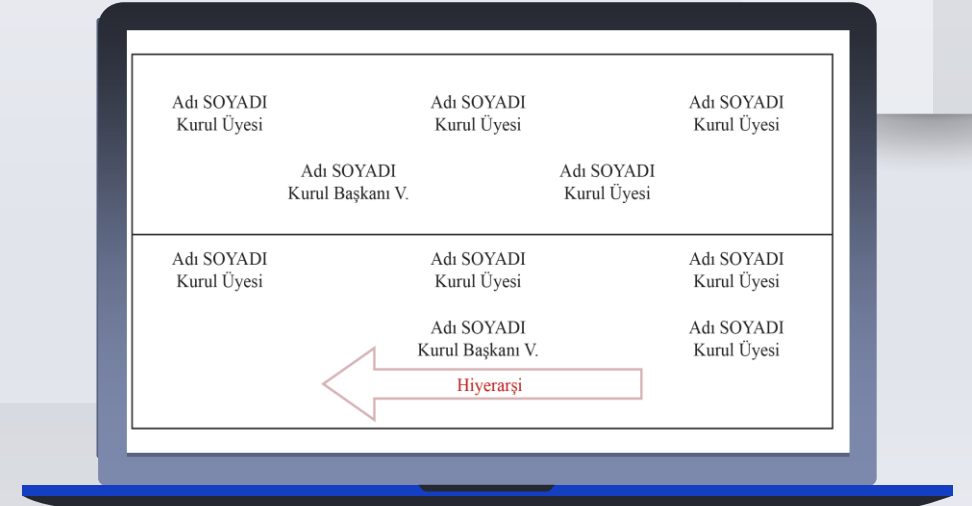 Adı SOYADI Adı SOYADI Adı SOYADI
Kurul Üyesi Kurul Üyesi Kurul Üyesi
Adı SOYADI Adı SOYADI
Kurul Başkanı V. Kurul Üyesi
Adı SOYADI Adı SOYADI Adı SOYADI
Kurul Üyesi Kurul Üyesi Kurul Üyesi
Adı SOYADI Adı SOYADI
Kurul Başkanı V. Kurul Üyesi
Hiyerarşi